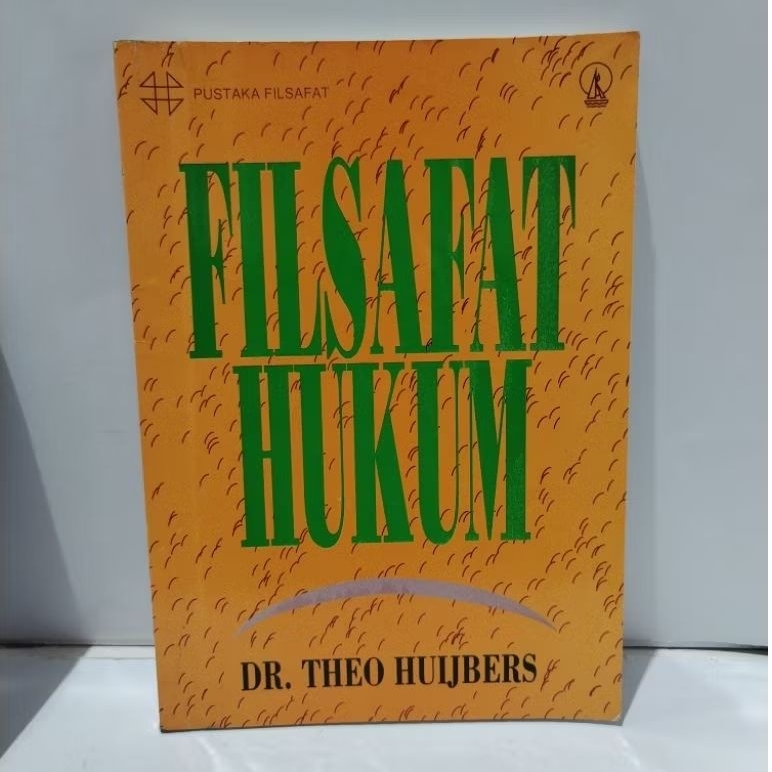 PUSTAKA FILSAFAT
FILSAFAT
HUKUM
DR. THEO HUIJBERS